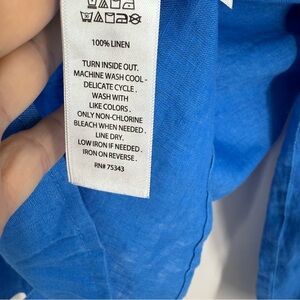 100% LINEN
TURN INSIDE OUT.
MACHINE WASH COOL -
DELICATE CYCLE .
WASH WITH
LIKE COLORS .
ONLY NON-CHLORINE
BLEACH WHEN NEEDED .
LINE DRY.
LOW IRON IF NEEDED .
IRON ON REVERSE .
RN# 75343